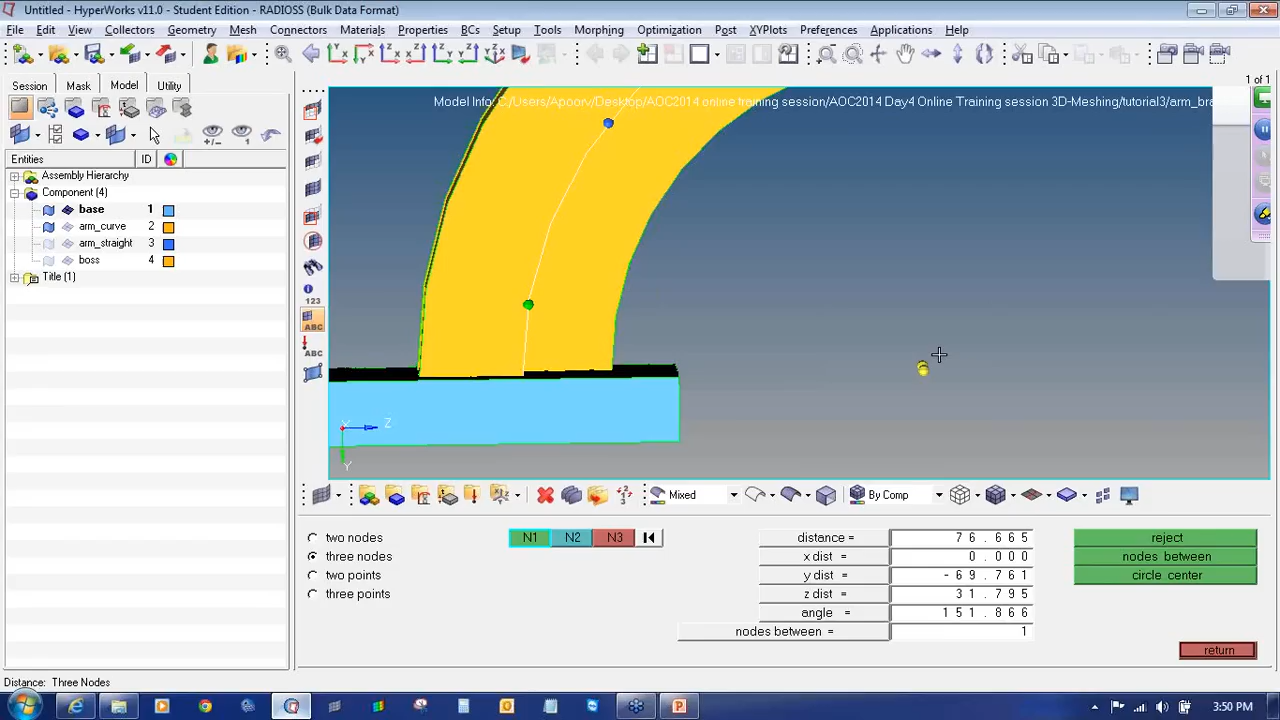 Untitled - HyperWorks v11.0 - Student Edition - RADIOSS (Bulk Data Format)
File Edit View Collectors Geometry Mesh Connectors Materials Properties BCs Setup Tools Morphing Post XYPlots Preferences Applications Help
Session Mask Model Utility
1 of 1
Model Info: C:/Users/Apoorv/Desktop/AOC2014 online training session/AOC2014 Day4 Online Training session 3D-Meshing/tutorial3/arm_bra
Entities ID
Assembly Hierarchy
Component (4)
base 1
arm_curve 2
arm_straight 3
boss 4
Title (1)
123
ABC
ABC
X
Z
Y
Mixed
By Comp
two nodes
three nodes
two points
three points
N1 N2 N3
distance = 76.665
x dist = 0.000
y dist = -69.761
z dist = 31.795
angle = 151.866
nodes between = 1
reject
nodes between
circle center
return
Distance: Three Nodes
3:50 PM